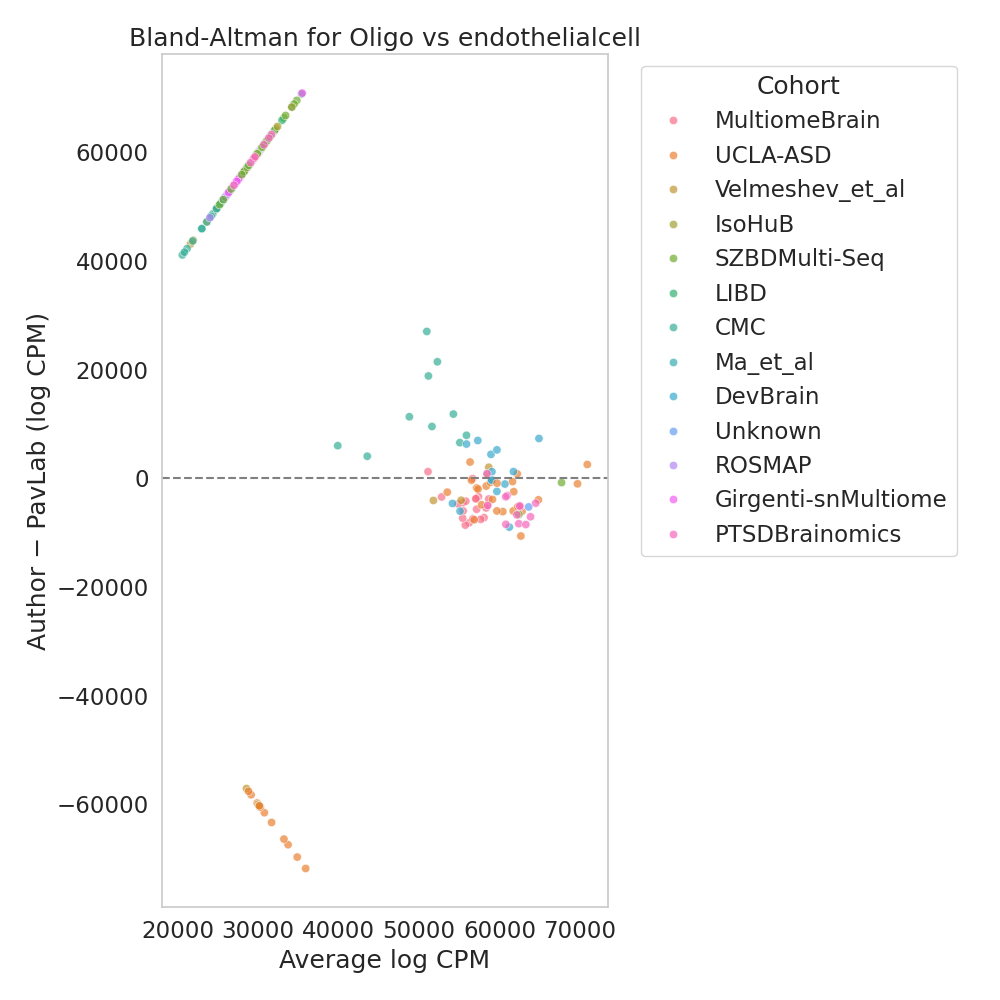 Bland-Altman for Oligo vs endothelialcell
Author − PavLab (log CPM)
60000
40000
20000
0
−20000
−40000
−60000
20000 30000 40000 50000 60000 70000
Average log CPM
Cohort
MultiomeBrain
UCLA-ASD
Velmeshev_et_al
IsoHuB
SZBDMulti-Seq
LIBD
CMC
Ma_et_al
DevBrain
Unknown
ROSMAP
Girgenti-snMultiome
PTSDBrainomics